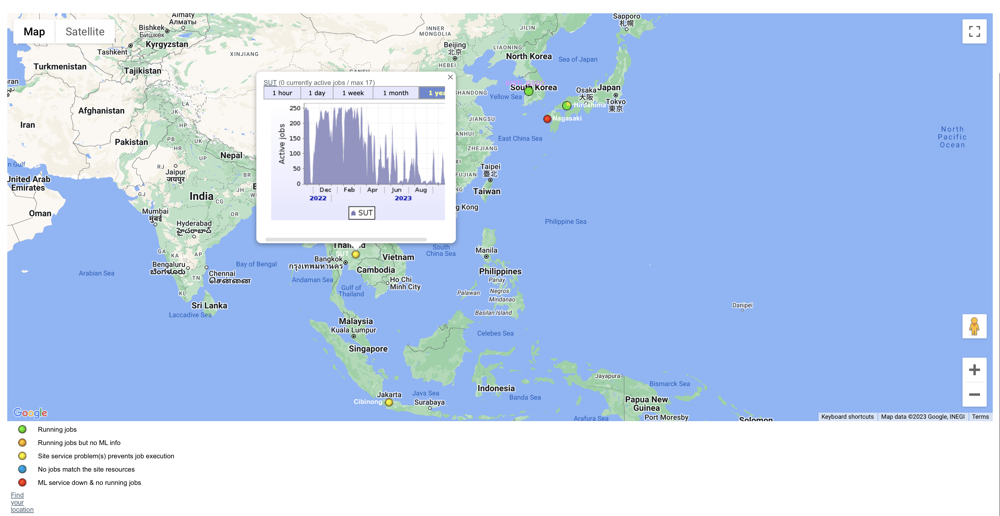 Map
Satellite
Almaty
Алматы
Bishkek
Бишкек
Kyrgyzstan
Tashkent
Turkmenistan
Tajikistan
XINJIANG
INNER
MONGOLIA
GANSU
Beijing
北京
HEBEI
JILIN
LIAONING
North Korea
Sea of Japan
Sapporo
札幌
SUT (0 currently active jobs / max 17)
1 hour
1 day
1 week
1 month
1 yea
Active jobs
250
200
150
100
50
0
Dec
Feb
Apr
Jun
Aug
2022
2023
SUT
SHANDONG
KISTI_GSDC
South Korea
Yellow Sea
Osaka
大阪
Japan
Tokyo
東京
Hiroshima
Nagasaki
JIANGSU
ANHUI
East China Sea
ZHEJIANG
XI
FUJIAN
NG
Taipei
臺北
Taiwan
g Kong
North
Pacific
Ocean
Philippine Sea
Afghanistan
Iran
Pakistan
LA
JK
HP
PB
UK
HR
UP
Nepal
RJ
Jaipur
जयपुर
BR
n Gulf
United Arab
Emirates
GJ
India
JH
CG
OR
Oman
Mumbai
मुंबई
Hyderabad
హైదరాబాద్
GA
KA
AP
Bengaluru
ಬೆಂಗಳೂರು
Chennai
சென்னை
TN
KL
Sri Lanka
Laccadive Sea
Arabian Sea
Bay of Bengal
Thailand
SUT
Bangkok
กรุงเทพมหานคร
Vietnam
Cambodia
Ho Chi
Minh City
Andaman Sea
Gulf of
Thailand
South
China Sea
Manila
Philippines
Panay
Palawan
Negros
Mindanao
Basilan Island
Danipei
Malaysia
Kuala Lumpur
Singapore
Celebes Sea
Jayapura
Bismarck Sea
Indonesia
Banda Sea
Jakarta
Cibinong
Java Sea
Surabaya
Papua New
Guinea
Port Moresby
Arafura Sea
Solomon
Google
Keyboard shortcuts
Map data ©2023 Google, INEGI
Terms
Running jobs
Running jobs but no ML info
Site service problem(s) prevents job execution
No jobs match the site resources
ML service down & no running jobs
Find
your
location